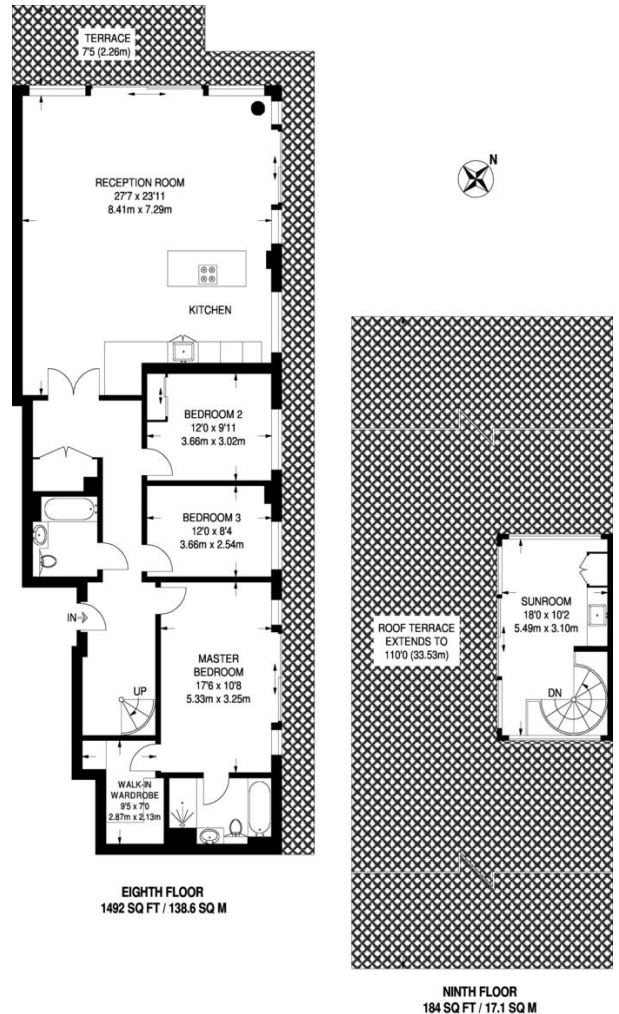 TERRACE
7'5 (2.26m)
N
RECEPTION ROOM
27'7 x 23'11
8.41m x 7.29m
KITCHEN
BEDROOM 2
12'0 x 9'11
3.66m x 3.02m
BEDROOM 3
12'0 x 8'4
3.66m x 2.54m
IN
MASTER
BEDROOM
17'6 x 10'8
5.33m x 3.25m
UP
WALK-IN
WARDROBE
9'5 x 7'0
2.87m x 2.13m
EIGHTH FLOOR
1492 SQ FT / 138.6 SQ M
SUNROOM
18'0 x 10'2
5.49m x 3.10m
ROOF TERRACE
EXTENDS TO
110'0 (33.53m)
DN
NINTH FLOOR
184 SQ FT / 17.1 SQ M